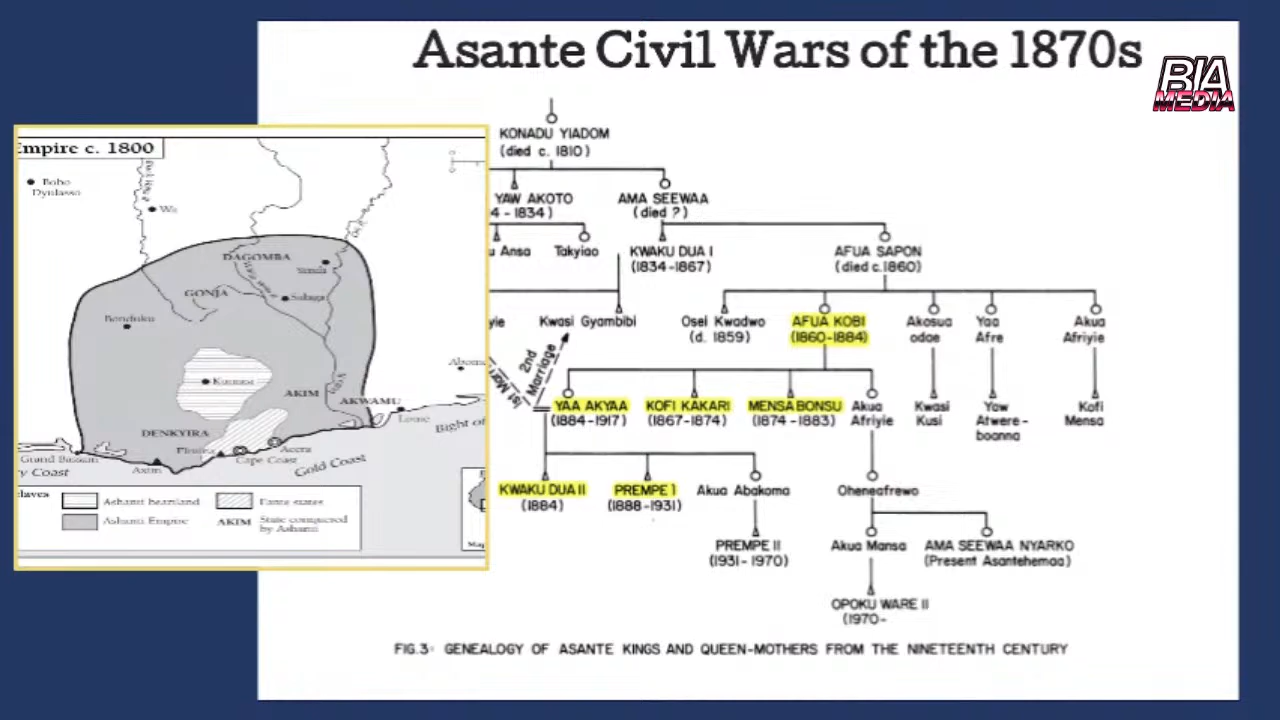 Asante Civil Wars of the 1870s
BIA
MEDIA
Empire c. 1800
Bobo
Dyulasso
Wa
DAGOMBA
Yendi
GONJA
Salaga
Bonduku
Kumasi
AKIM
AKWAMU
DENKYIRA
Elmina
Accra
Cape Coast
Axim
Lome
Bight of
Grand Bassam
ry Coast
Gold Coast
Ashanti heartland
Fante states
Ashanti Empire
AKIM
State conquered
by Ashanti
KONADU YIADOM
(died c. 1810)
YAW AKOTO
4 - 1834)
AMA SEEWAA
(died ?)
u Ansa
Takyiao
KWAKU DUA I
(1834-1867)
AFUA SAPON
(died c.1860)
yie
Kwasi Gyambibi
Osei Kwadwo
(d. 1859)
AFUA KOBI
(1860-1884)
Akosua
odae
Yaa
Afre
Akua
Afriyie
2nd
Marriage
YAA AKYAA
(1884-1917)
KOFI KAKARI
(1867-1874)
MENSA BONSU
(1874-1883)
Akua
Afriyie
Kwasi
Kusi
Yaw
Atwere-
boanna
Kofi
Mensa
KWAKU DUA II
(1884)
PREMPE I
(1888-1931)
Akua Abakoma
Oheneafrewo
PREMPE II
(1931-1970)
Akua Mansa
AMA SEEWAA NYARKO
(Present Asantehemaa)
OPOKU WARE II
(1970-
FIG.3: GENEALOGY OF ASANTE KINGS AND QUEEN-MOTHERS FROM THE NINETEENTH CENTURY